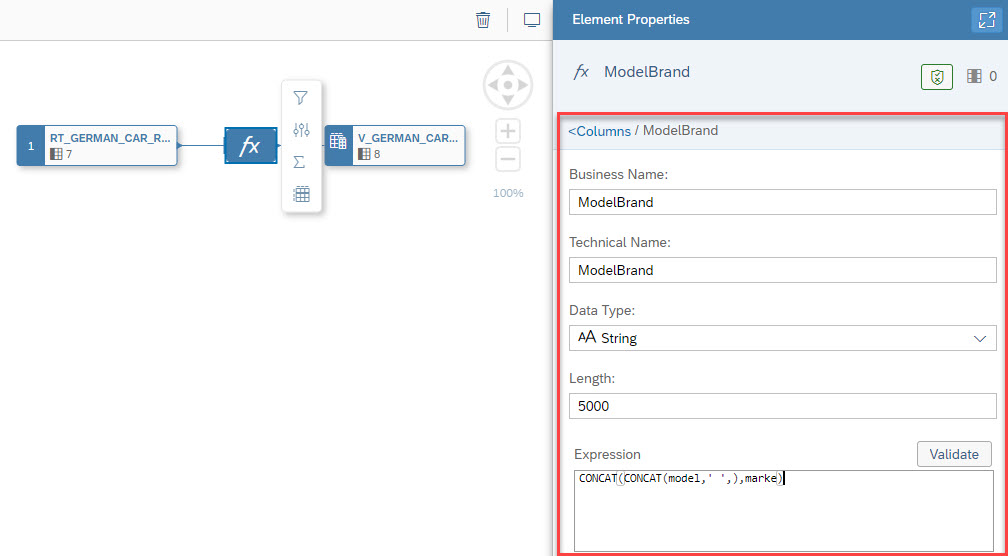 Element Properties
fx ModelBrand
0
<Columns / ModelBrand
1 RT_GERMAN_CAR_R...
7
fx
V_GERMAN_CAR...
8
Σ
100%
Business Name:
ModelBrand
Technical Name:
ModelBrand
Data Type:
AA String
Length:
5000
Expression
Validate
CONCAT(CONCAT(model,' ',),marke)